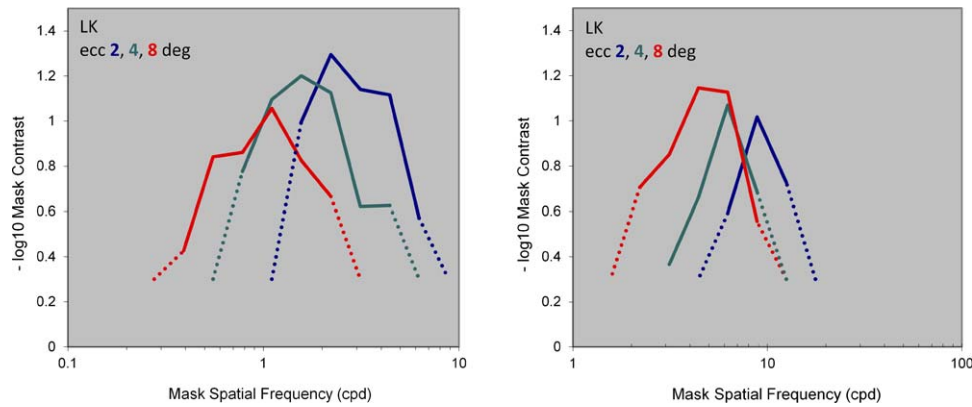 LK
ecc 2, 4, 8 deg
1.4
1.2
1
0.8
0.6
0.4
0.2
0
- log10 Mask Contrast
0.1
1
10
Mask Spatial Frequency (cpd)
LK
ecc 2, 4, 8 deg
1.4
1.2
1
0.8
0.6
0.4
0.2
0
- log10 Mask Contrast
1
10
100
Mask Spatial Frequency (cpd)